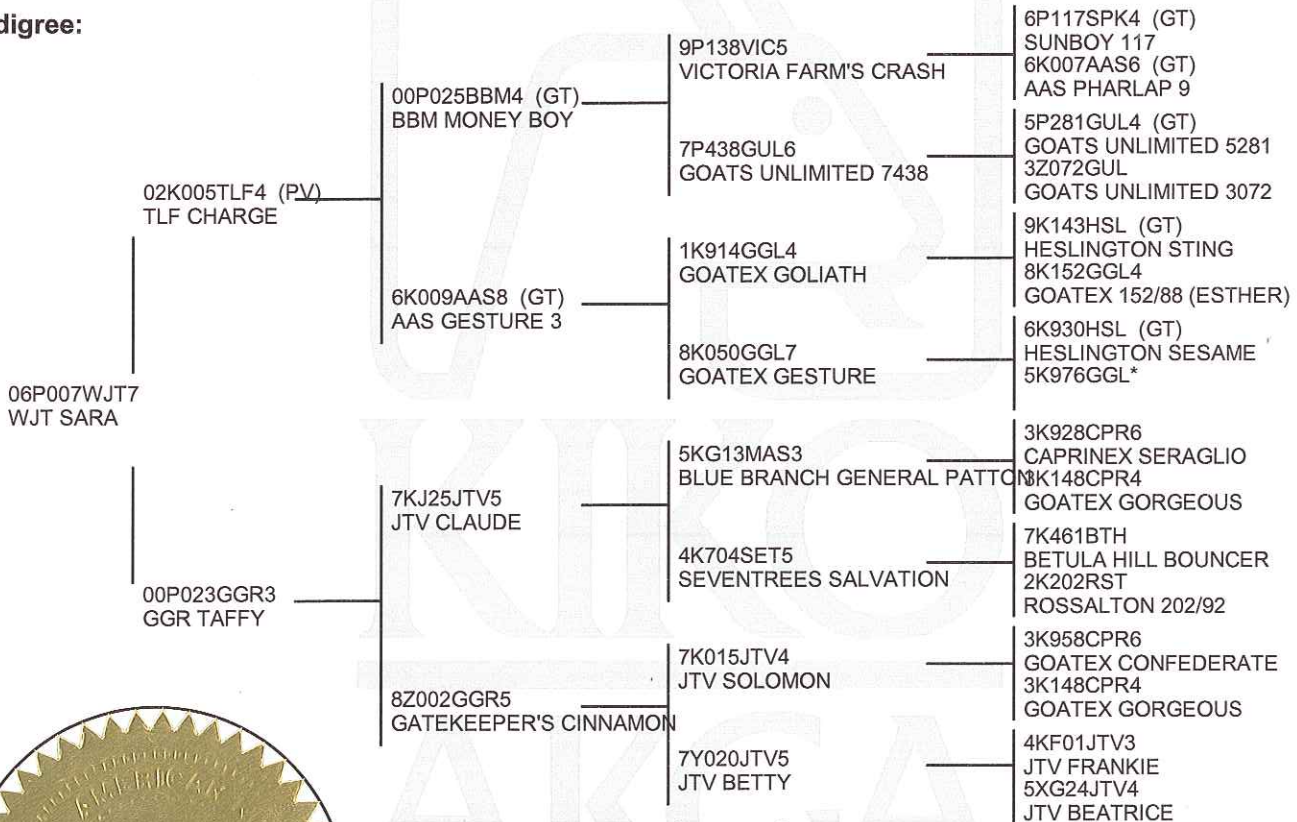 digree:
06P007WJT7
WJT SARA
02K005TLF4 (PV)
TLF CHARGE
00P023GGR3
GGR TAFFY
00P025BBM4 (GT)
BBM MONEY BOY
6K009AAS8 (GT)
AAS GESTURE 3
7KJ25JTV5
JTV CLAUDE
8Z002GGR5
GATEKEEPER'S CINNAMON
9P138VIC5
VICTORIA FARM'S CRASH
7P438GUL6
GOATS UNLIMITED 7438
1K914GGL4
GOATEX GOLIATH
8K050GGL7
GOATEX GESTURE
5KG13MAS3
BLUE BRANCH GENERAL PATTON
4K704SET5
SEVENTREES SALVATION
7K015JTV4
JTV SOLOMON
7Y020JTV5
JTV BETTY
6P117SPK4 (GT)
SUNBOY 117
6K007AAS6 (GT)
AAS PHARLAP 9
5P281GUL4 (GT)
GOATS UNLIMITED 5281
3Z072GUL
GOATS UNLIMITED 3072
9K143HSL (GT)
HESLINGTON STING
8K152GGL4
GOATEX 152/88 (ESTHER)
6K930HSL (GT)
HESLINGTON SESAME
5K976GGL*
3K928CPR6
CAPRINEX SERAGLIO
3K148CPR4
GOATEX GORGEOUS
7K461BTH
BETULA HILL BOUNCER
2K202RST
ROSSALTON 202/92
3K958CPR6
GOATEX CONFEDERATE
3K148CPR4
GOATEX GORGEOUS
4KF01JTV3
JTV FRANKIE
5XG24JTV4
JTV BEATRICE
KIKO
AKGA
AMERICAN